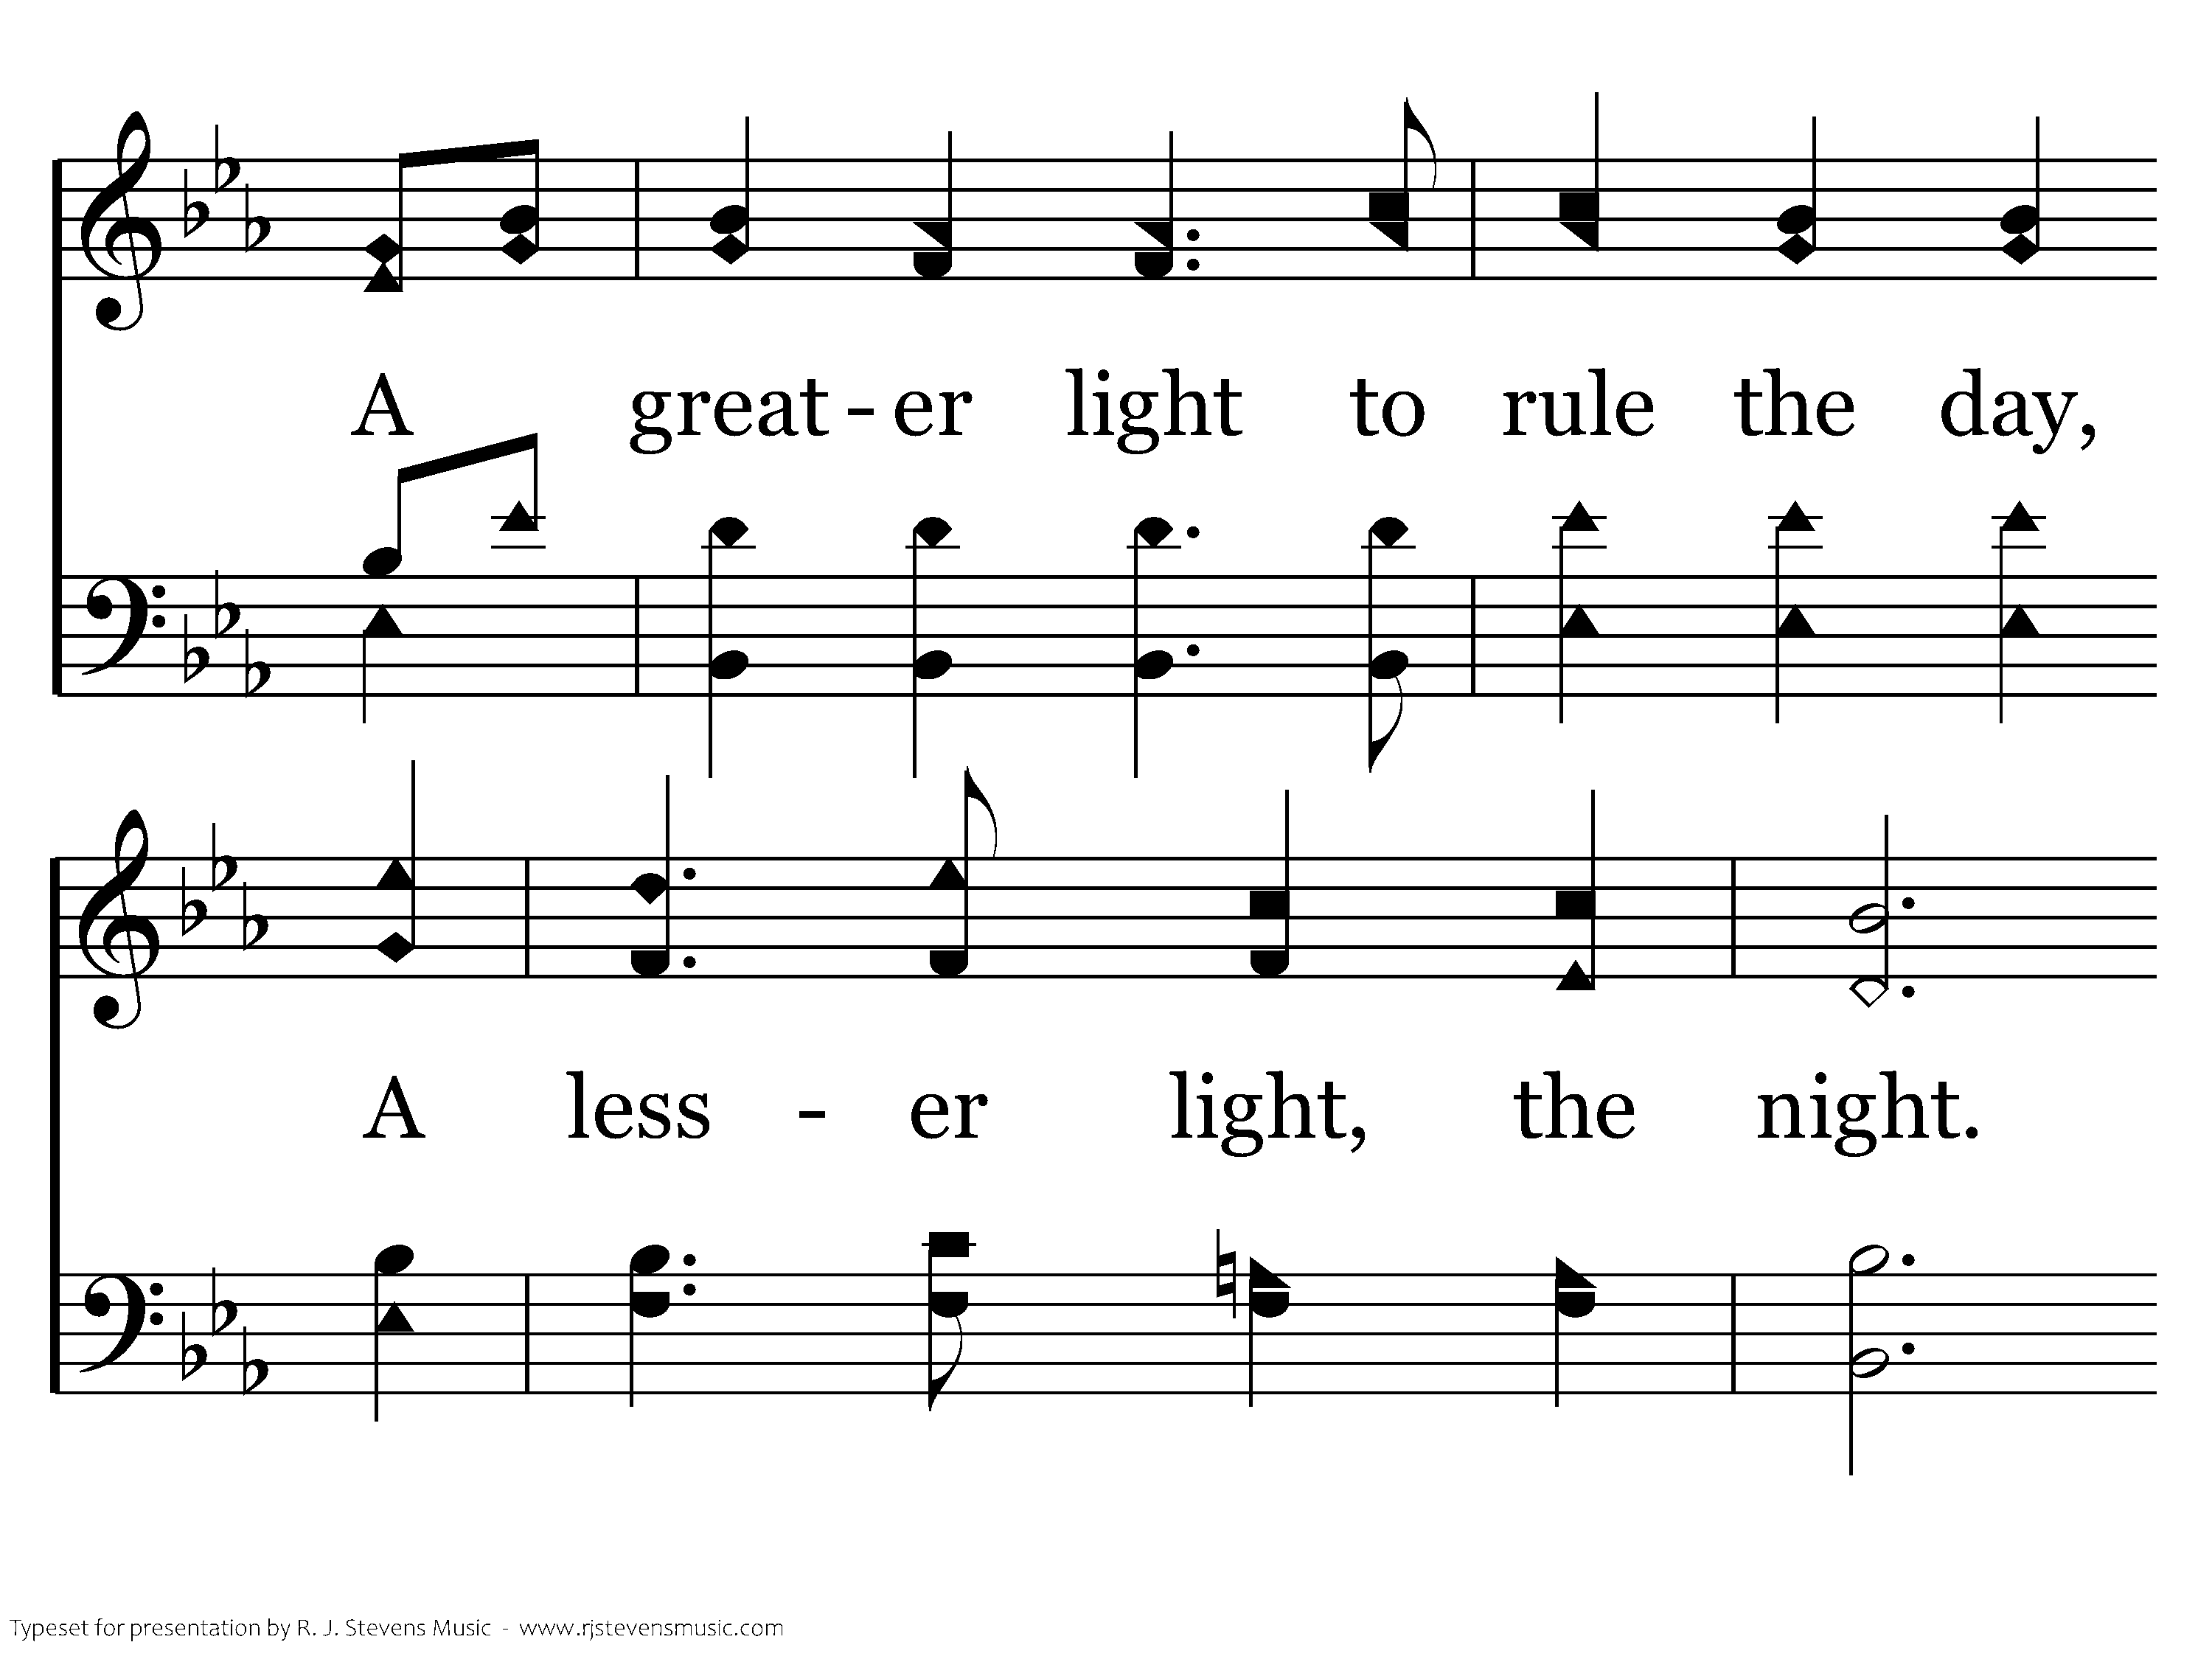 A great - er light to rule the day,
A less - er light, the night.
Typeset for presentation by R. J. Stevens Music - www.rjstevensmusic.com